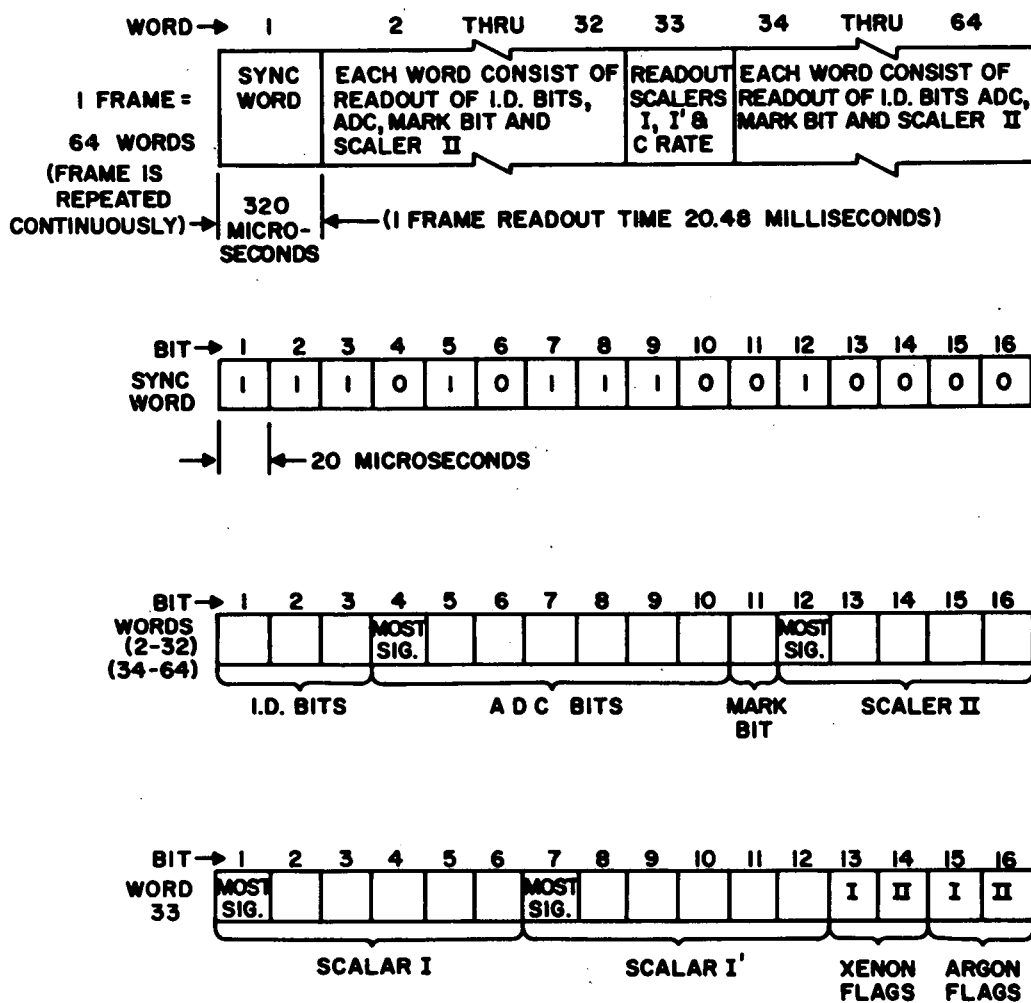 WORD→ 1 2 THRU 32 33 34 THRU 64
1 FRAME =
64 WORDS
(FRAME IS
REPEATED
CONTINUOUSLY)→
SYNC
WORD
EACH WORD CONSIST OF
READOUT OF I.D. BITS,
ADC, MARK BIT AND
SCALER II
READOUT
SCALERS
I, I' &
C RATE
EACH WORD CONSIST OF
READOUT OF I.D. BITS ADC,
MARK BIT AND SCALER II
320
MICRO-
SECONDS
←(1 FRAME READOUT TIME 20.48 MILLISECONDS)
BIT→ 1 2 3 4 5 6 7 8 9 10 11 12 13 14 15 16
SYNC
WORD
1 1 1 0 1 0 1 1 1 0 0 1 0 0 0 0
→ ←20 MICROSECONDS
BIT→ 1 2 3 4 5 6 7 8 9 10 11 12 13 14 15 16
WORDS
(2-32)
(34-64)
MOST
SIG.
MOST
SIG.
I.D. BITS
A D C BITS
MARK
BIT
SCALER II
BIT→ 1 2 3 4 5 6 7 8 9 10 11 12 13 14 15 16
WORD
33
MOST
SIG.
MOST
SIG.
I II I II
SCALAR I
SCALAR I'
XENON
FLAGS
ARGON
FLAGS